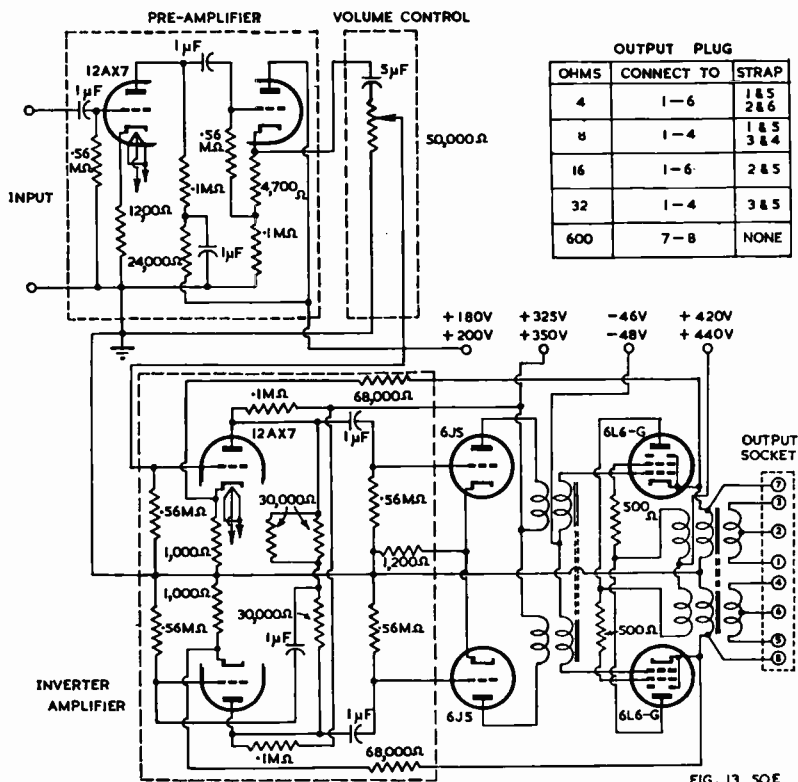 PRE-AMPLIFIER
VOLUME CONTROL
1μF
12AX7
1μF
5μF
.56
MΩ
.56
MΩ
50,000Ω
INPUT
.1MΩ
4,700
Ω
1200Ω
1μF
.1MΩ
24,000Ω
OUTPUT PLUG
OHMS CONNECT TO STRAP
4 1-6 1&5
2&6
8 1-4 1&5
3&4
16 1-6 2&5
32 1-4 3&5
600 7-8 NONE
+180V +325V -46V +420V
+200V +350V -48V +440V
68,000Ω
.1MΩ
12AX7
1μF
6J5
6L6-G
OUTPUT
SOCKET
7
3
2
1
4
6
5
8
.56MΩ
30,000Ω
.56MΩ
500
Ω
1,000Ω
1,200Ω
1,000Ω
.56MΩ
30,000Ω
.56MΩ
1μF
500Ω
INVERTER
AMPLIFIER
1μF
6J5
6L6-G
.1MΩ
68,000Ω
FIG. 13 SOE